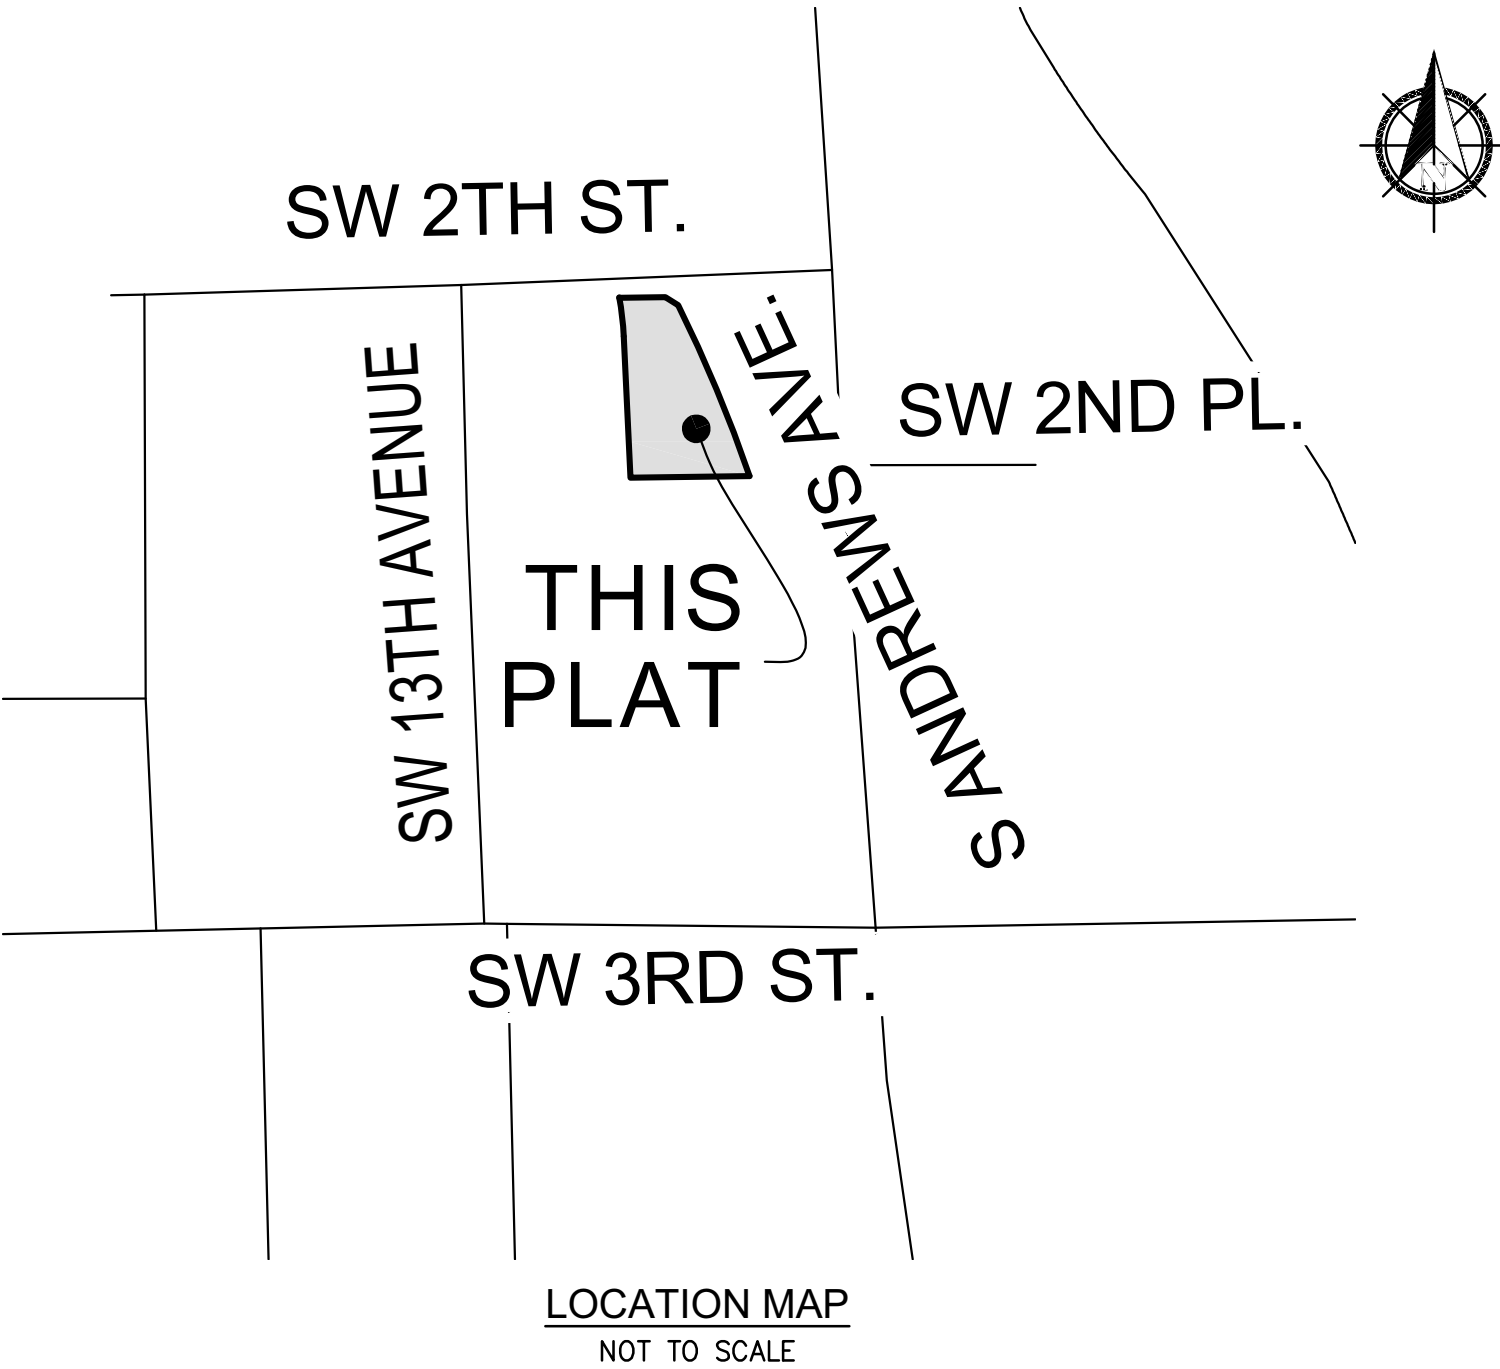 N
SW 2TH ST.
SW 13TH AVENUE
S ANDREWS AVE.
SW 2ND PL.
THIS
PLAT
SW 3RD ST.
LOCATION MAP
NOT TO SCALE